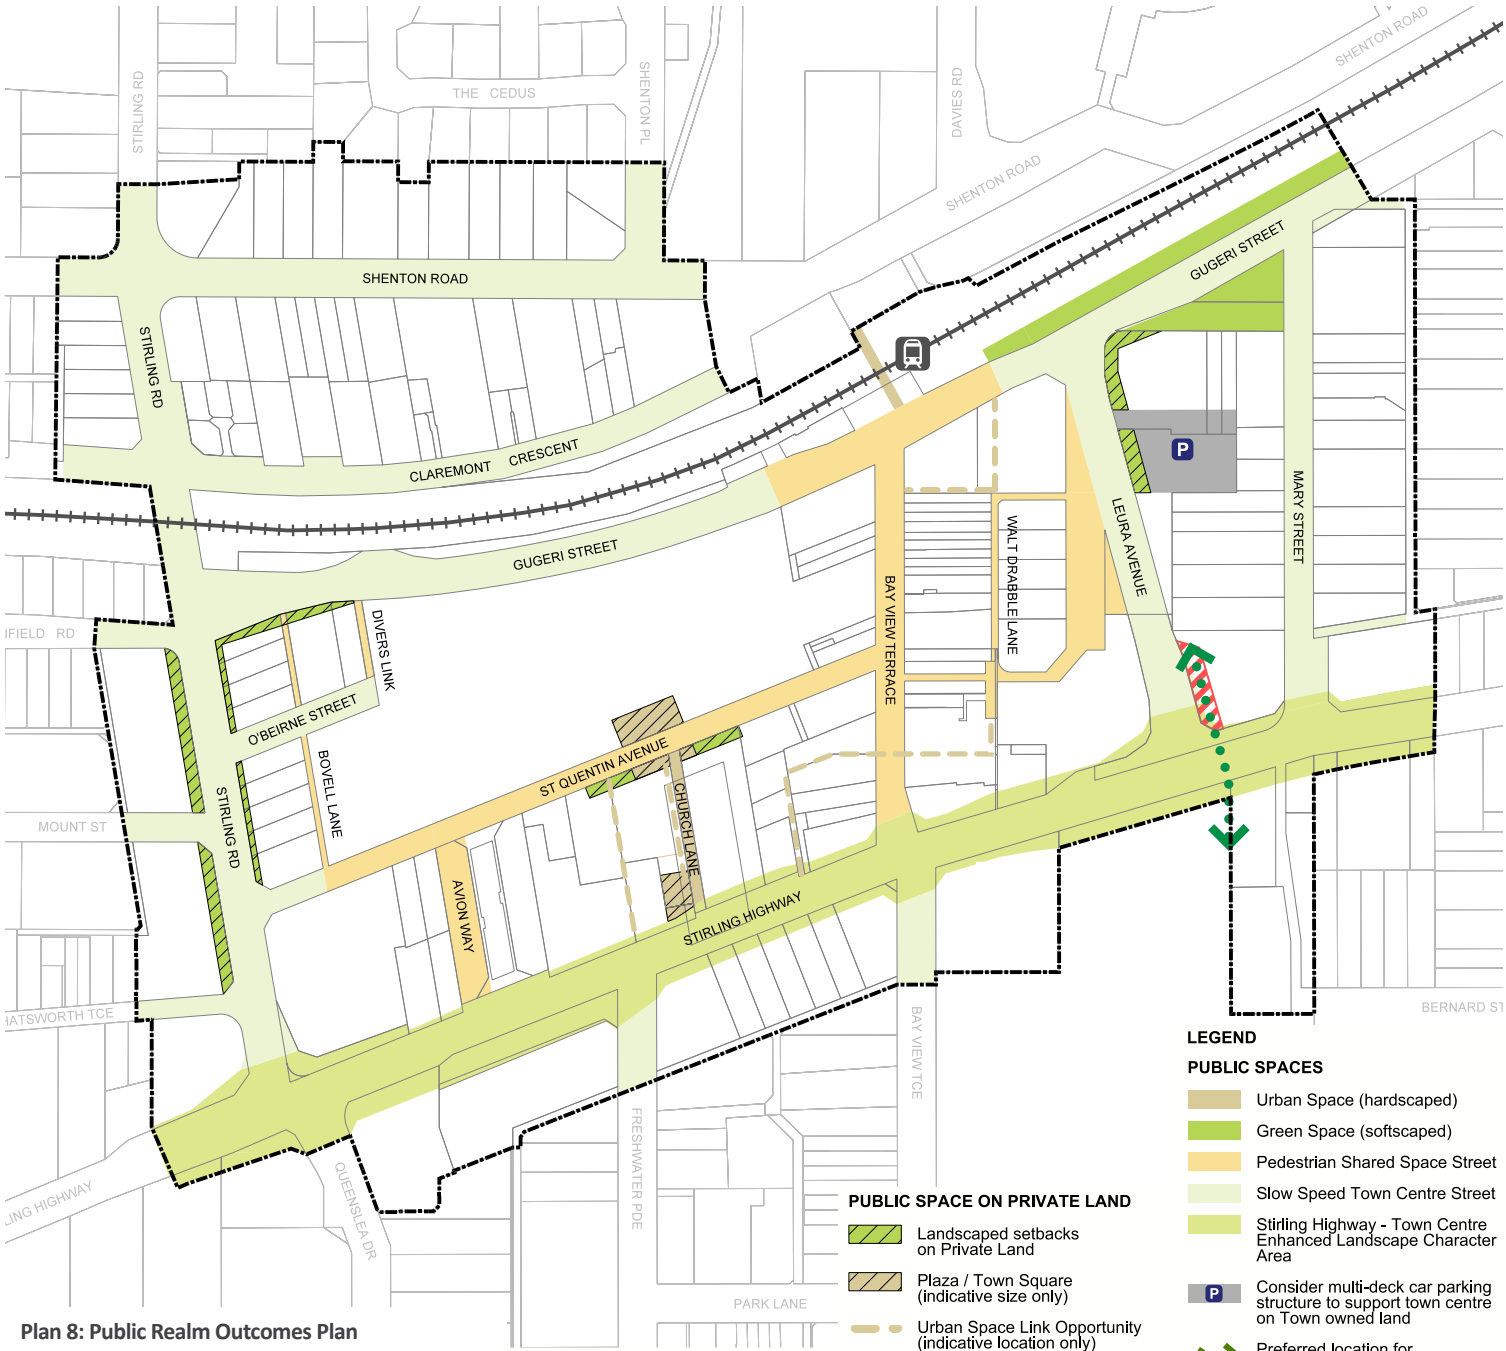 STIRLING RD
THE CEDUS
SHENTON PL
DAVIES RD
SHENTON ROAD
SHENTON ROAD
GUGERI STREET
SHENTON ROAD
STIRLING RD
CLAREMONT CRESCENT
P
MARY STREET
LEURA AVENUE
WALT DRABBLE LANE
GUGERI STREET
BAY VIEW TERRACE
IFIELD RD
DIVERS LINK
O'BEIRNE STREET
BOVELL LANE
ST QUENTIN AVENUE
CHURCH LANE
STIRLING RD
MOUNT ST
AVION WAY
STIRLING HIGHWAY
HATSWORTH TCE
BERNARD ST
BAY VIEW TCE
FRESHWATER PDE
QUEENSLEA DR
LING HIGHWAY
PARK LANE
LEGEND
PUBLIC SPACES
Urban Space (hardscaped)
Green Space (softscaped)
Pedestrian Shared Space Street
Slow Speed Town Centre Street
Stirling Highway - Town Centre
Enhanced Landscape Character
Area
P
Consider multi-deck car parking
structure to support town centre
on Town owned land
Preferred location for
PUBLIC SPACE ON PRIVATE LAND
Landscaped setbacks
on Private Land
Plaza / Town Square
(indicative size only)
Urban Space Link Opportunity
(indicative location only)
Plan 8: Public Realm Outcomes Plan